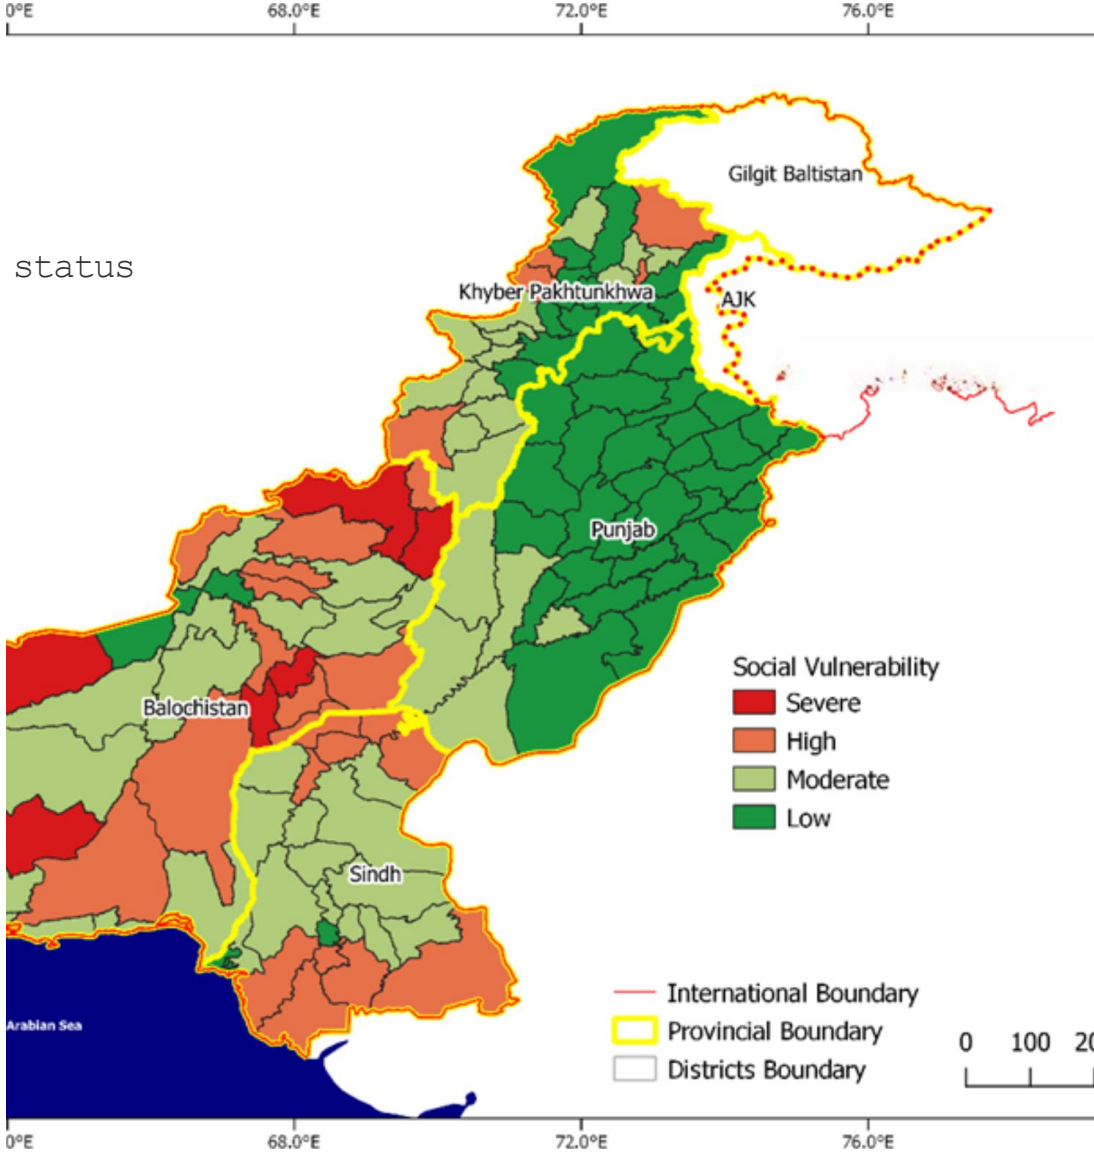 0°E 68.0°E 72.0°E 76.0°E
Gilgit Baltistan
status
Khyber Pakhtunkhwa
AJK
Punjab
Social Vulnerability
Severe
High
Moderate
Low
Balochistan
Sindh
International Boundary
Provincial Boundary
Districts Boundary
Arabian Sea
0 100 20
0°E 68.0°E 72.0°E 76.0°E